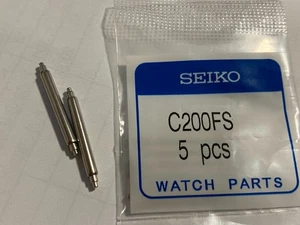 SEIKO
C200FS
5 pcs
WATCH PARTS